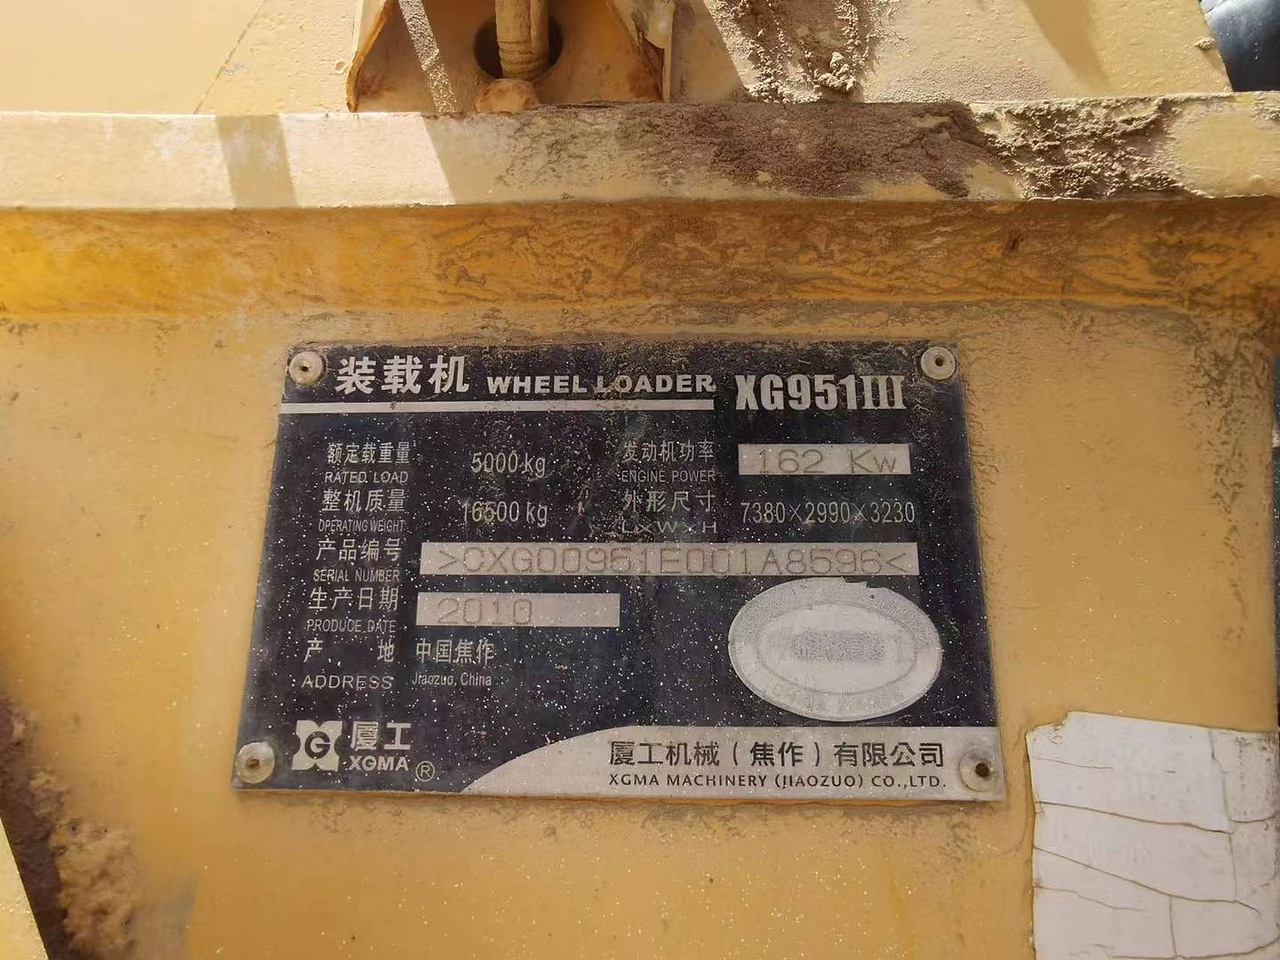 装载机 WHEEL LOADER XG951III
额定载重量 5000 kg 发动机功率 162 Kw
RATED LOAD ENGINE POWER
整机质量 16500 kg 外形尺寸 7380×2990×3230
OPERATING WEIGHT L×W×H
产品编号 >CXG00951E001A8596<
SERIAL NUMBER
生产日期 2010
PRODUCE DATE
产 地 中国焦作
ADDRESS Jiaozuo, China
G 厦工 XGMA ®
厦工机械（焦作）有限公司
XGMA MACHINERY (JIAOZUO) CO.,LTD.